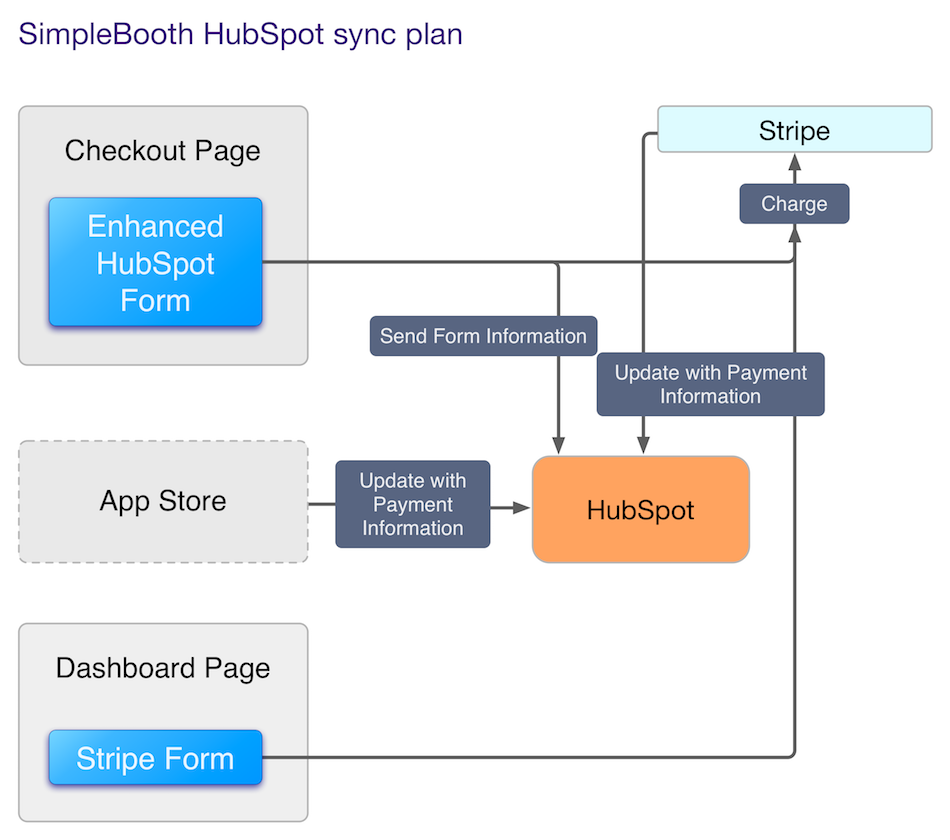 SimpleBooth HubSpot sync plan
Checkout Page
Enhanced
HubSpot
Form
Stripe
Charge
Send Form Information
Update with Payment
Information
App Store
Update with
Payment
Information
HubSpot
Dashboard Page
Stripe Form